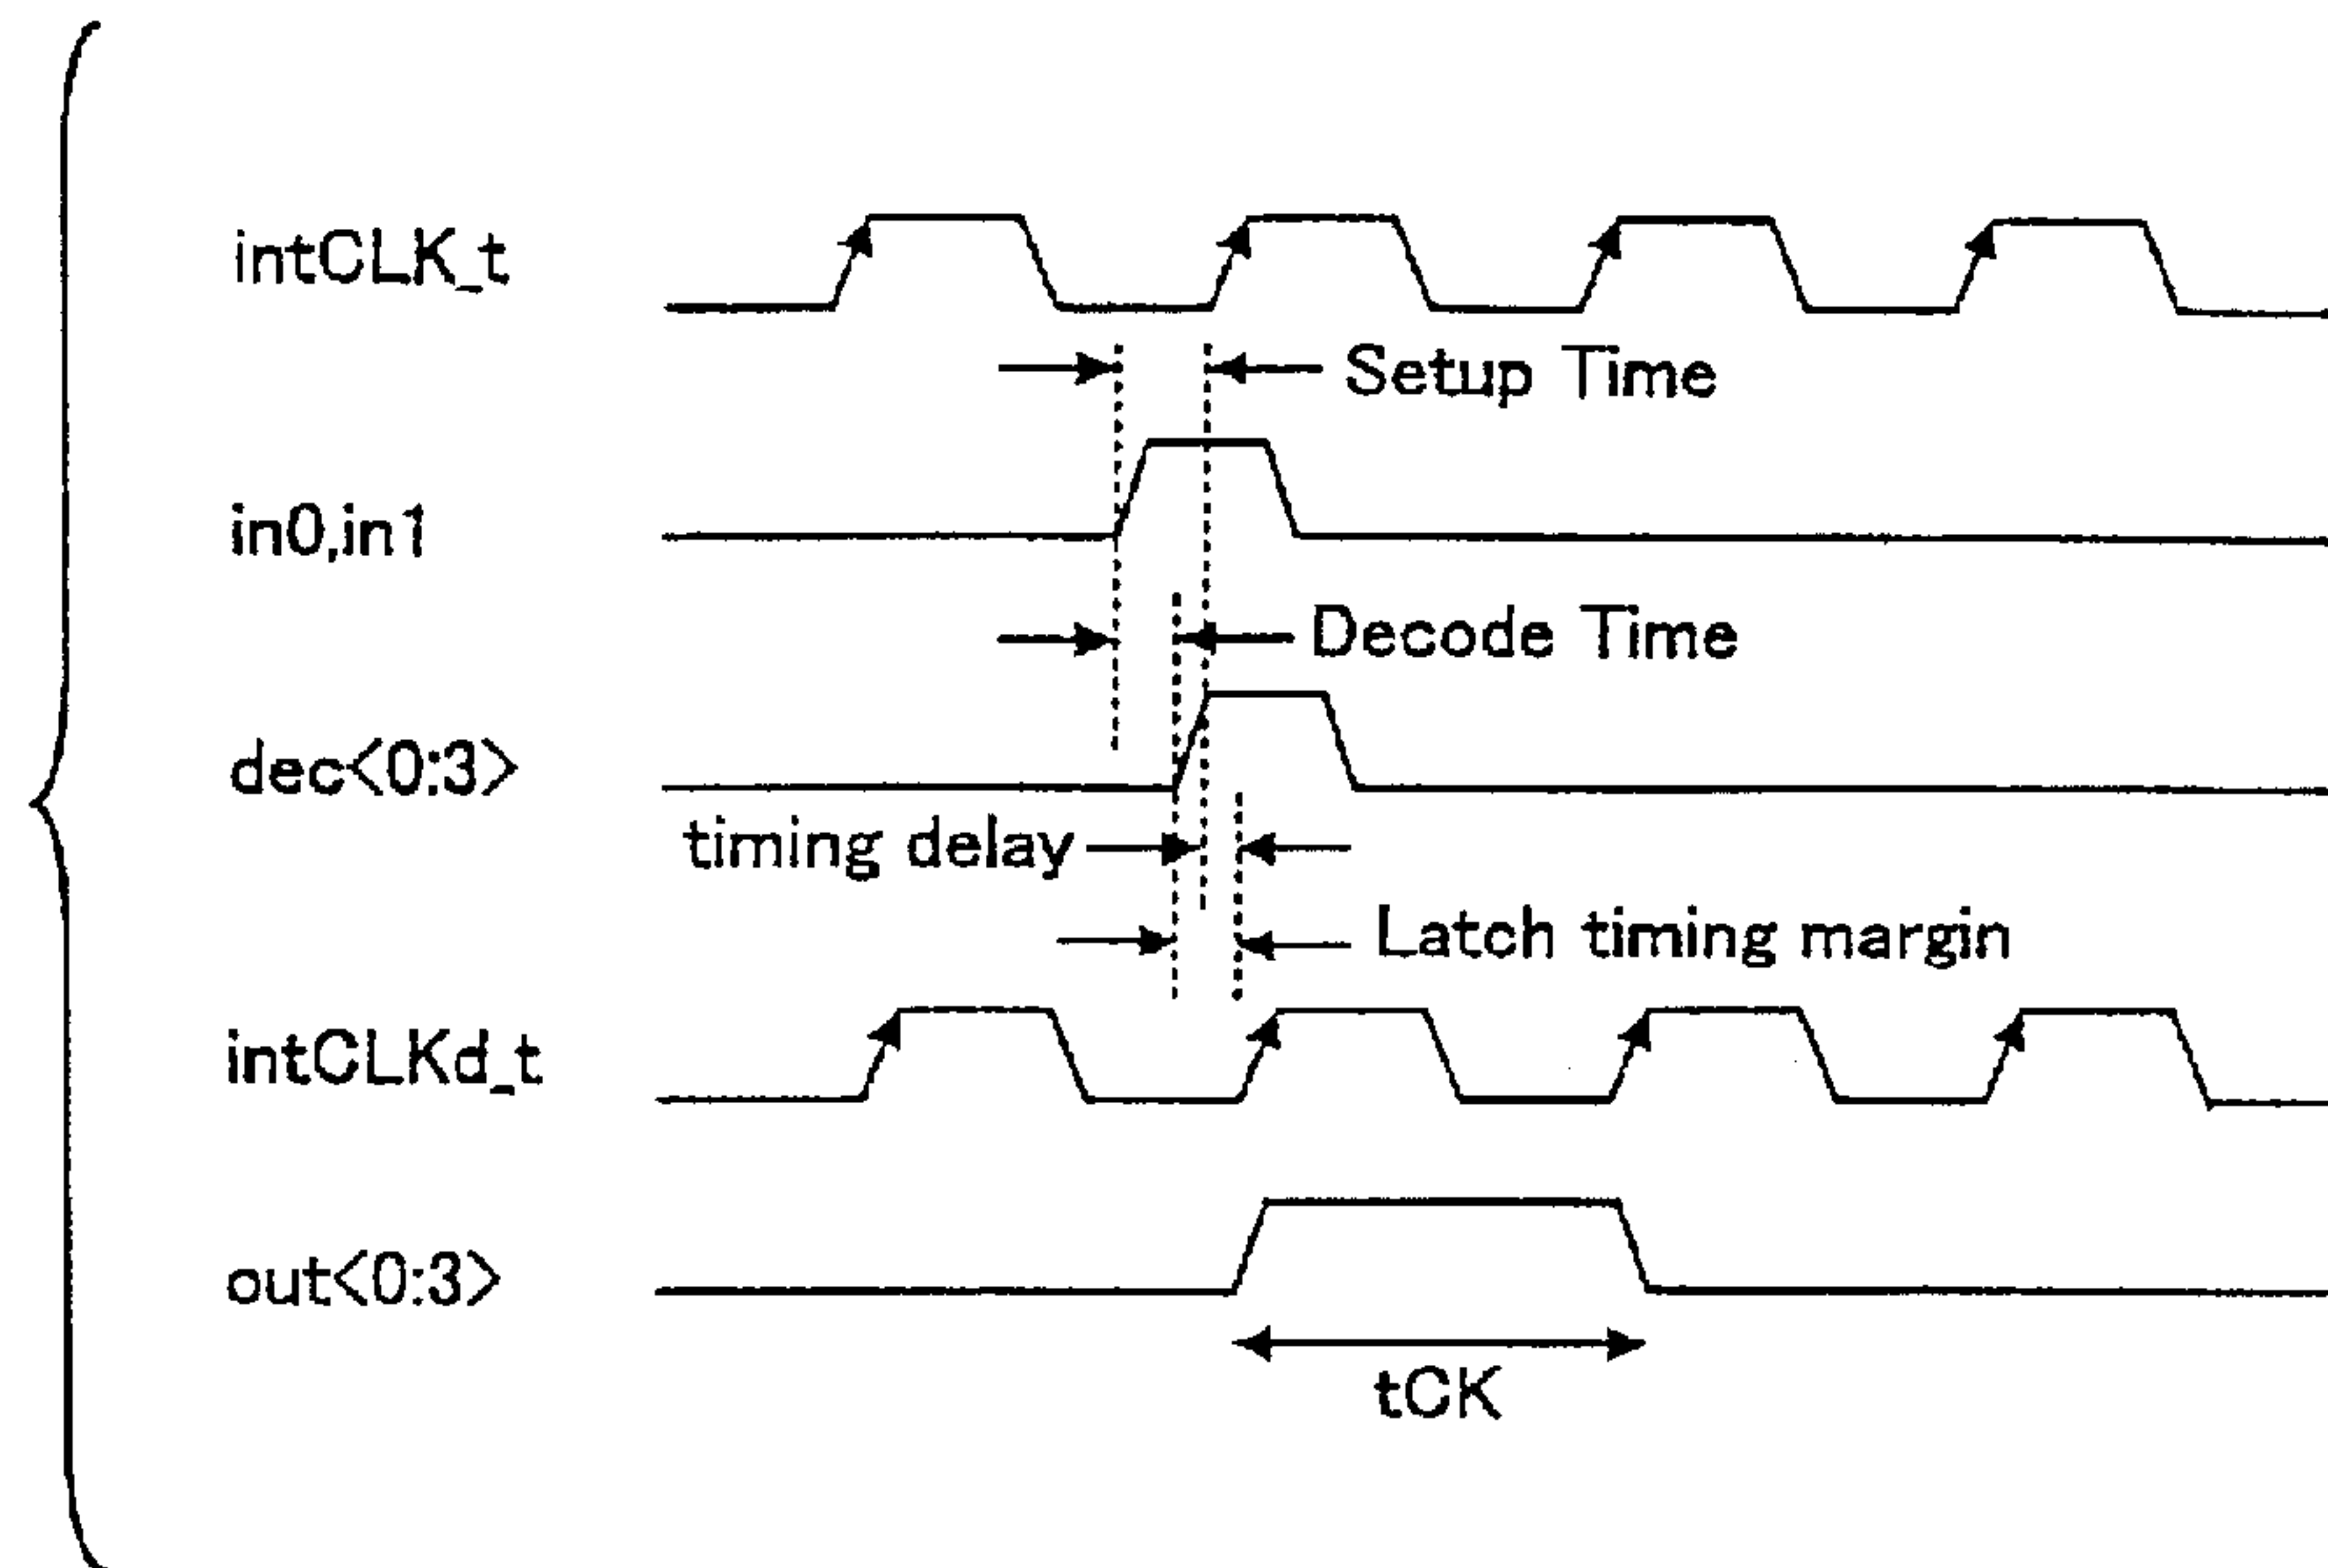 intCLK_t
Setup Time
in0,in1
Decode Time
dec<0:3>
timing delay
Latch timing margin
intCLKd_t
out<0:3>
tCK